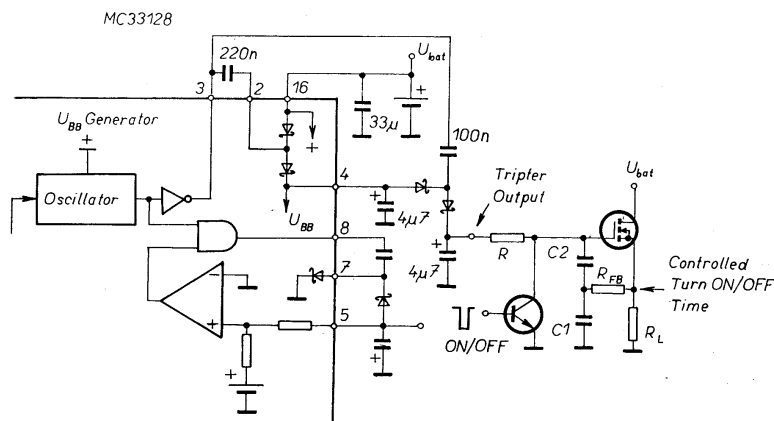 MC33128
220n
U_bat
3
2
16
U_BB Generator
+
33µ
+
+
100n
U_bat
Oscillator
4
Tripter
Output
U_BB
+
4µ7
8
+
4µ7
R
C2
R_FB
Controlled
Turn ON/OFF
Time
7
-
+
5
ON/OFF
C1
R_L
+
+